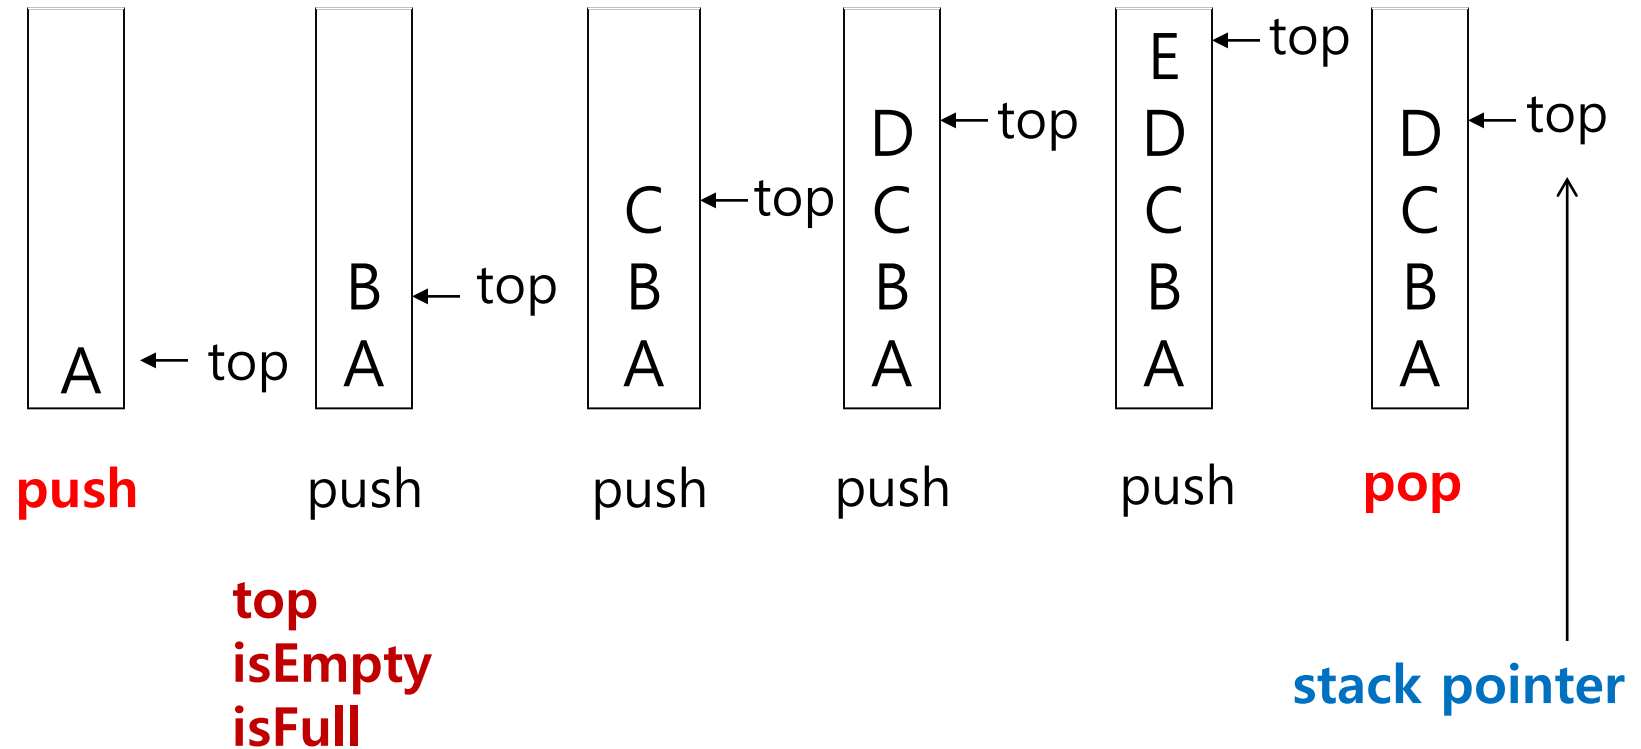 A ← top
B ← top
A
C ← top
B
A
D ← top
C
B
A
E ← top
D
C
B
A
D ← top
C
B
A
push push push push push pop
top
isEmpty
isFull
stack pointer